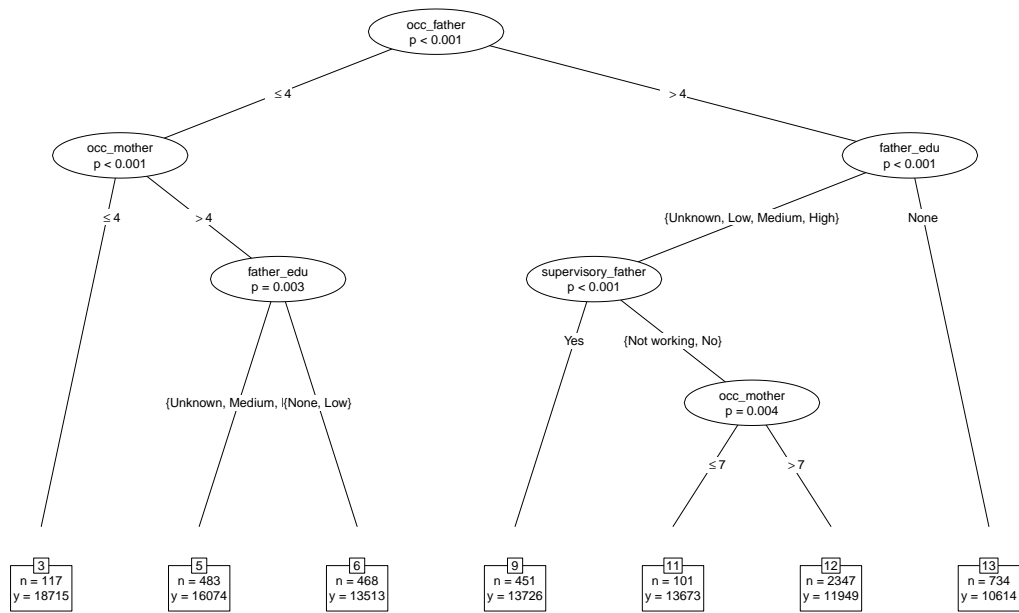 occ_father
p < 0.001
≤ 4
> 4
occ_mother
p < 0.001
father_edu
p < 0.001
≤ 4
> 4
{Unknown, Low, Medium, High}
None
father_edu
p = 0.003
supervisory_father
p < 0.001
Yes
{Not working, No}
{Unknown, Medium,
{None, Low}
occ_mother
p = 0.004
≤ 7
> 7
3
n = 117
y = 18715
5
n = 483
y = 16074
6
n = 468
y = 13513
9
n = 451
y = 13726
11
n = 101
y = 13673
12
n = 2347
y = 11949
13
n = 734
y = 10614